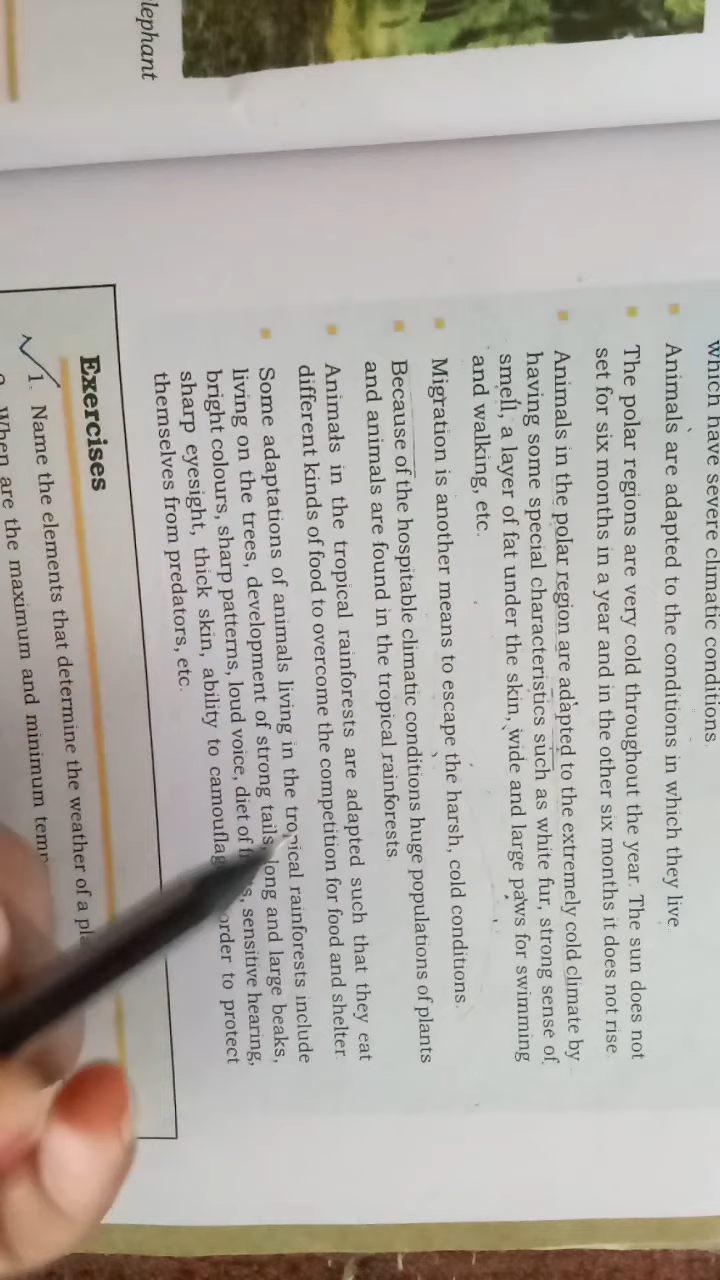 lephant
which have severe climatic conditions.
Animals are adapted to the conditions in which they live.
The polar regions are very cold throughout the year. The sun does not
set for six months in a year and in the other six months it does not rise.
Animals in the polar region are adapted to the extremely cold climate by
having some special characteristics such as white fur, strong sense of
smell, a layer of fat under the skin, wide and large paws for swimming
and walking, etc.
Migration is another means to escape the harsh, cold conditions.
Because of the hospitable climatic conditions huge populations of plants
and animals are found in the tropical rainforests.
Animals in the tropical rainforests are adapted such that they eat
different kinds of food to overcome the competition for food and shelter.
Some adaptations of animals living in the tropical rainforests include
living on the trees, development of strong tails, long and large beaks,
bright colours, sharp patterns, loud voice, diet of sensitive hearing,
sharp eyesight, thick skin, ability to order to protect
themselves from predators, etc.
Exercises
1. Name the elements that determine the weather of a
When are the maximum and minimum